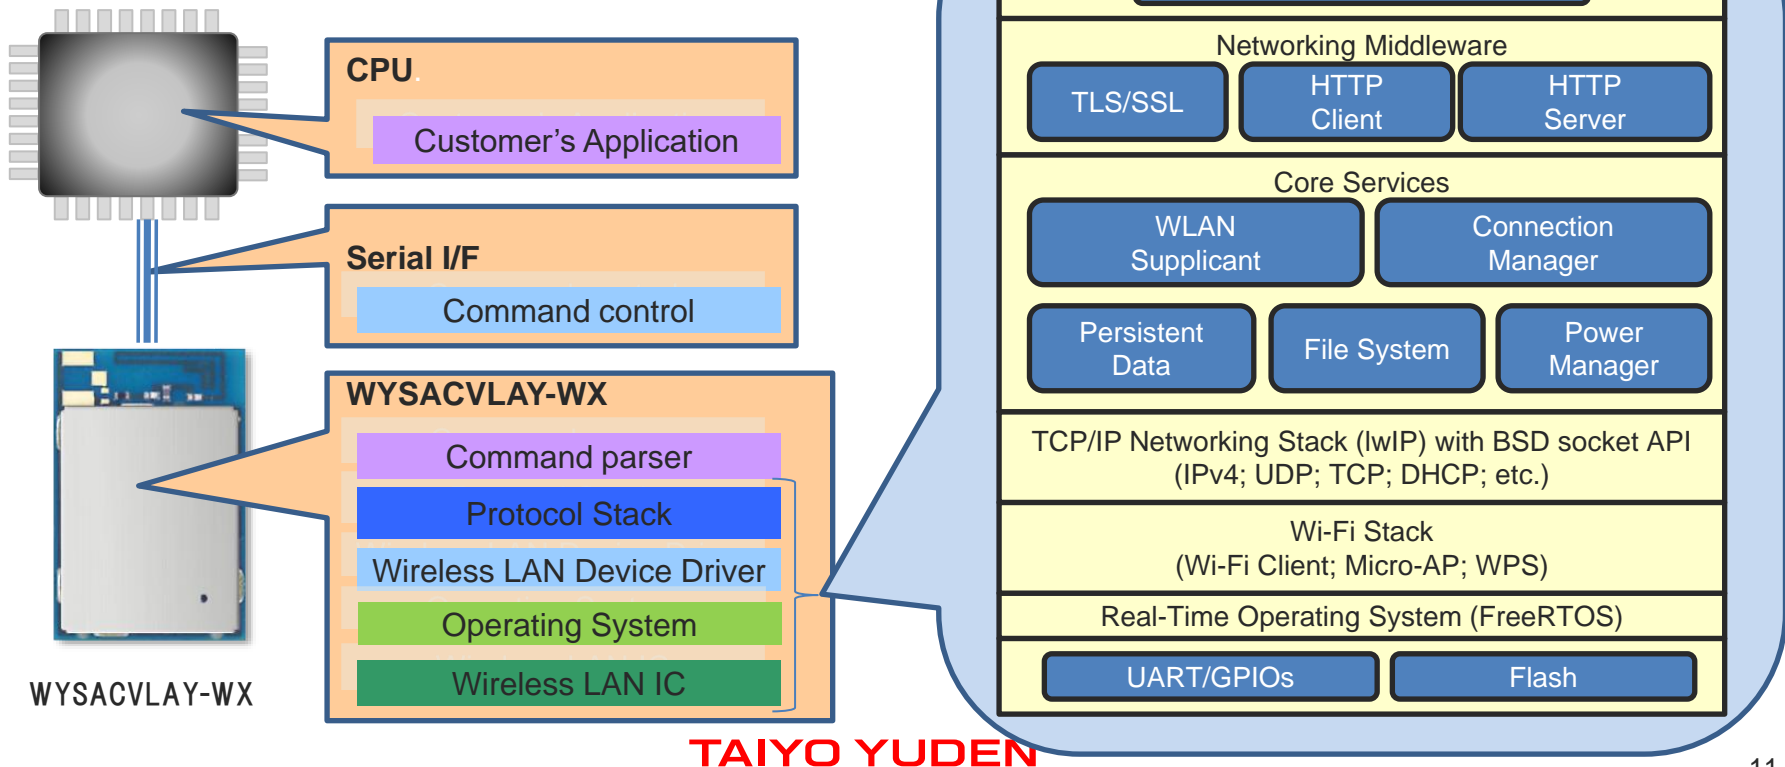 CPU.
Customer’s Application
Serial I/F
Command control
WYSACVLAY-WX
Command parser
Protocol Stack
Wireless LAN Device Driver
Operating System
Wireless LAN IC
WYSACVLAY-WX
Networking Middleware
TLS/SSL
HTTP
Client
HTTP
Server
Core Services
WLAN
Supplicant
Connection
Manager
Persistent
Data
File System
Power
Manager
TCP/IP Networking Stack (lwIP) with BSD socket API
(IPv4; UDP; TCP; DHCP; etc.)
Wi-Fi Stack
(Wi-Fi Client; Micro-AP; WPS)
Real-Time Operating System (FreeRTOS)
UART/GPIOs
Flash
TAIYO YUDEN